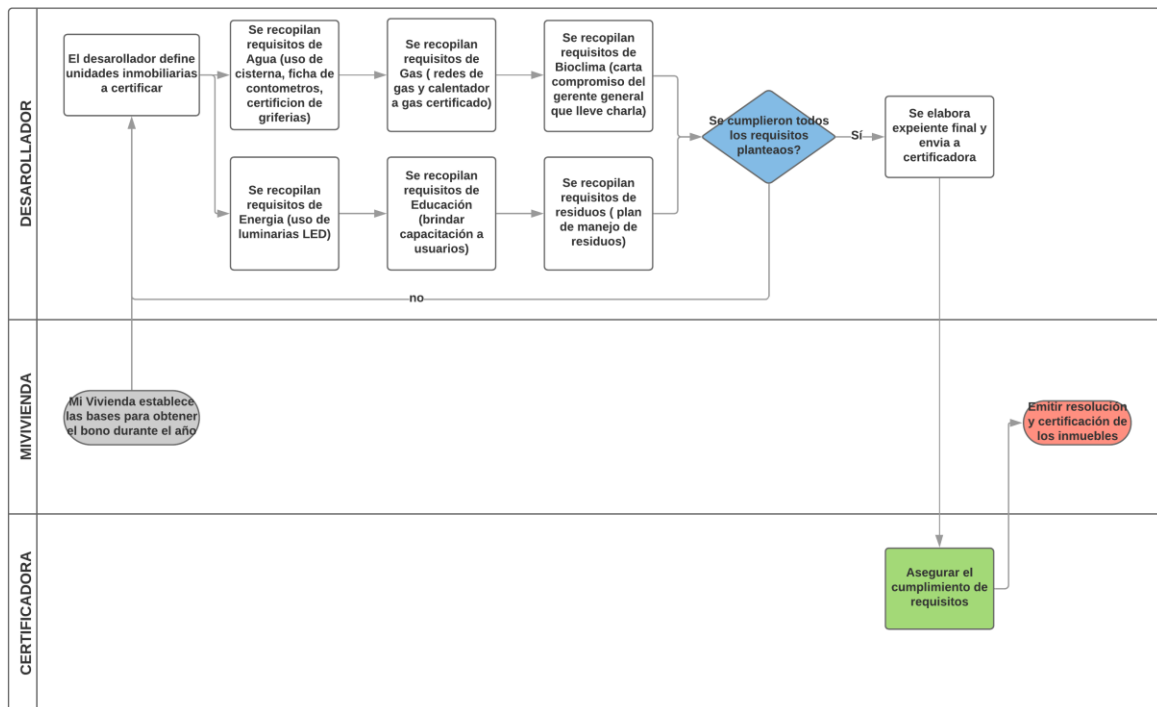 DESAROLLADOR
El desarollador define
unidades inmobiliarias
a certificar
Se recopilan
requisitos de
Agua (uso de
cisterna, ficha de
contometros,
certificion de
griferias)
Se recopilan
requisitos de
Gas ( redes de
gas y calentador
a gas certificado)
Se recopilan
requisitos de
Bioclima (carta
compromiso del
gerente general
que lleve charla)
Se recopilan
requisitos de
Energia (uso de
luminarias LED)
Se recopilan
requisitos de
Educación
(brindar
capacitación a
usuarios)
Se recopilan
requisitos de
residuos ( plan
de manejo de
residuos)
Se cumplieron todos
los requisitos
planteaos?
Sí
Se elabora
expeiente final y
envia a
certificadora
no
MIVIVIENDA
Mi Vivienda establece
las bases para obtener
el bono durante el año
Emitir resolución
y certificación de
los inmuebles
CERTIFICADORA
Asegurar el
cumplimiento de
requisitos